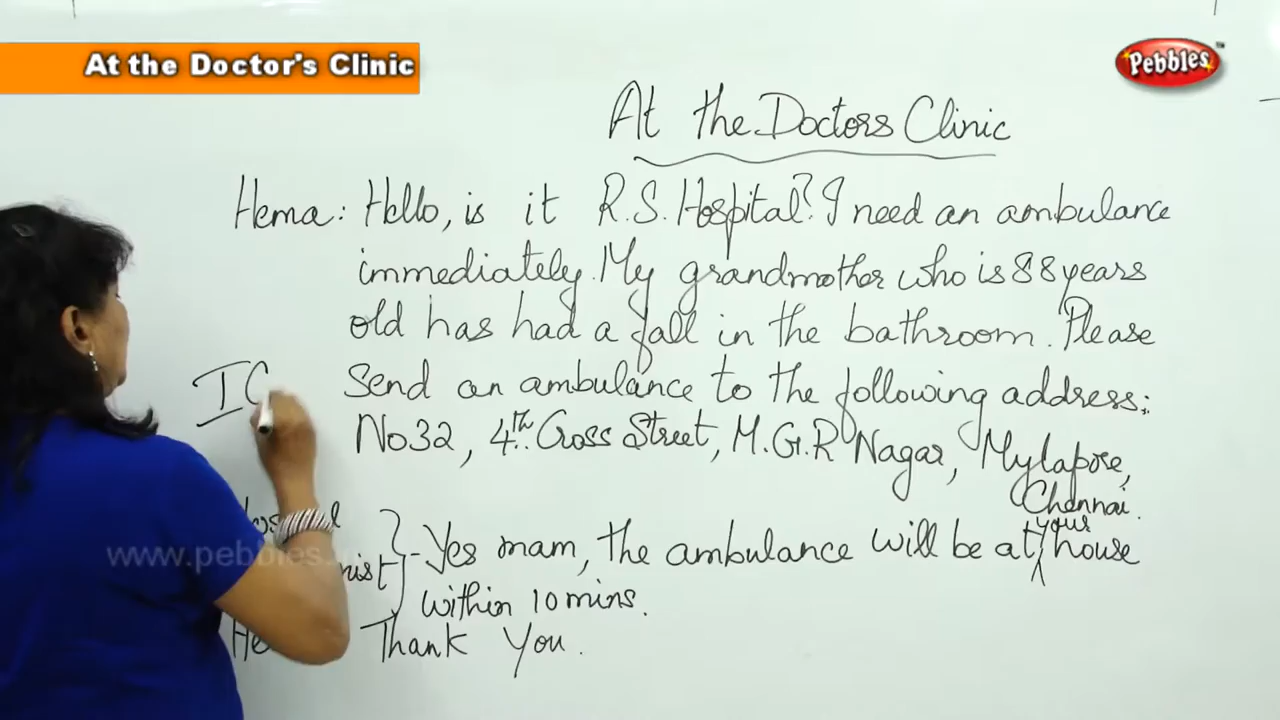 At the Doctor's Clinic
Pebbles™
At the Doctors Clinic
Hema: Hello, is it R.S. Hospital? I need an ambulance
immediately. My grandmother who is 88 years
old has had a fall in the bathroom. Please
Send an ambulance to the following address:
No 32, 4th Cross Street, M.G.R Nagar, Mylapore,
Chennai.
your
- Yes mam, the ambulance will be at house
within 10 mins.
Thank You.
www.pebbles